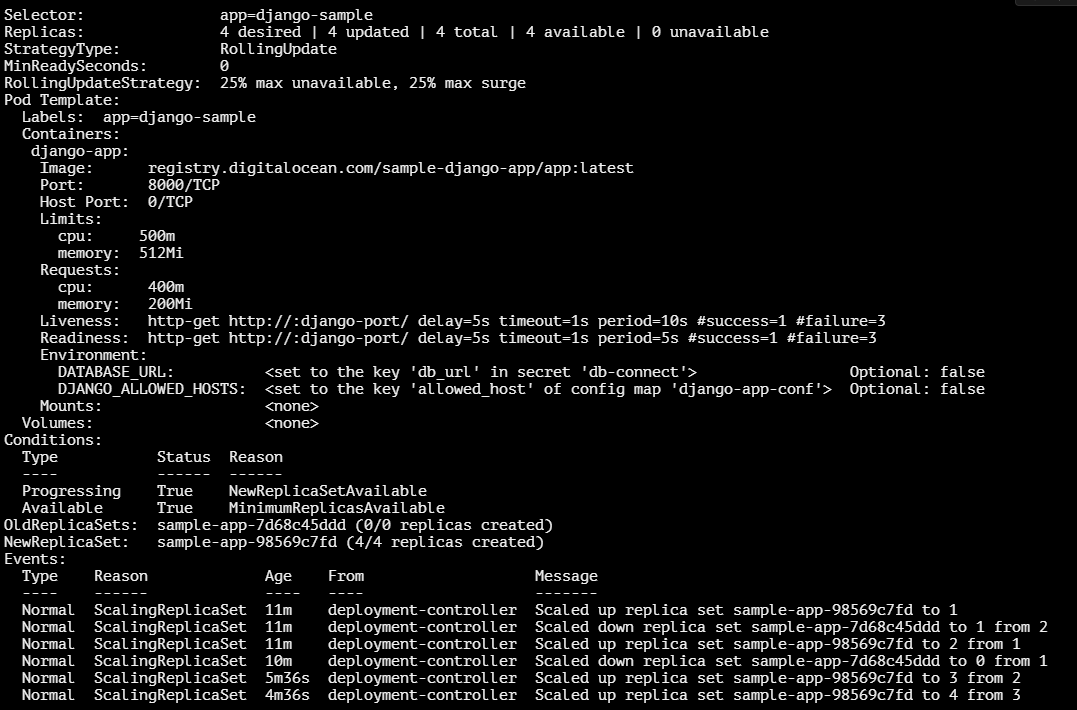 Selector:               app=django-sample
Replicas:               4 desired | 4 updated | 4 total | 4 available | 0 unavailable
StrategyType:           RollingUpdate
MinReadySeconds:        0
RollingUpdateStrategy:  25% max unavailable, 25% max surge
Pod Template:
  Labels:  app=django-sample
  Containers:
   django-app:
    Image:      registry.digitalocean.com/sample-django-app/app:latest
    Port:       8000/TCP
    Host Port:  0/TCP
    Limits:
      cpu:     500m
      memory:  512Mi
    Requests:
      cpu:      400m
      memory:   200Mi
    Liveness:   http-get http://:django-port/ delay=5s timeout=1s period=10s #success=1 #failure=3
    Readiness:  http-get http://:django-port/ delay=5s timeout=1s period=5s #success=1 #failure=3
    Environment:
      DATABASE_URL:          <set to the key 'db_url' in secret 'db-connect'>                 Optional: false
      DJANGO_ALLOWED_HOSTS:  <set to the key 'allowed_host' of config map 'django-app-conf'>  Optional: false
    Mounts:                  <none>
  Volumes:                   <none>
Conditions:
  Type           Status  Reason
  ----           ------  ------
  Progressing    True    NewReplicaSetAvailable
  Available      True    MinimumReplicasAvailable
OldReplicaSets:  sample-app-7d68c45ddd (0/0 replicas created)
NewReplicaSet:   sample-app-98569c7fd (4/4 replicas created)
Events:
  Type    Reason             Age    From                   Message
  ----    ------             ----   ----                   -------
  Normal  ScalingReplicaSet  11m    deployment-controller  Scaled up replica set sample-app-98569c7fd to 1
  Normal  ScalingReplicaSet  11m    deployment-controller  Scaled down replica set sample-app-7d68c45ddd to 1 from 2
  Normal  ScalingReplicaSet  11m    deployment-controller  Scaled up replica set sample-app-98569c7fd to 2 from 1
  Normal  ScalingReplicaSet  10m    deployment-controller  Scaled down replica set sample-app-7d68c45ddd to 0 from 1
  Normal  ScalingReplicaSet  5m36s  deployment-controller  Scaled up replica set sample-app-98569c7fd to 3 from 2
  Normal  ScalingReplicaSet  4m36s  deployment-controller  Scaled up replica set sample-app-98569c7fd to 4 from 3